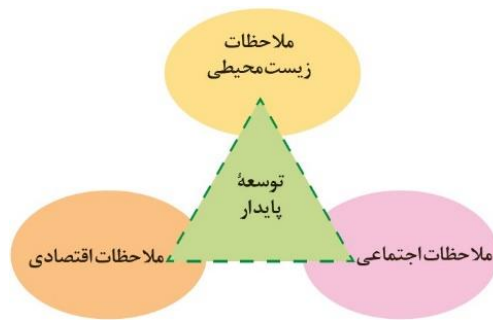 ملاحظات
زیست‌محیطی
توسعهٔ
پایدار
ملاحظات اجتماعی
ملاحظات اقتصادی